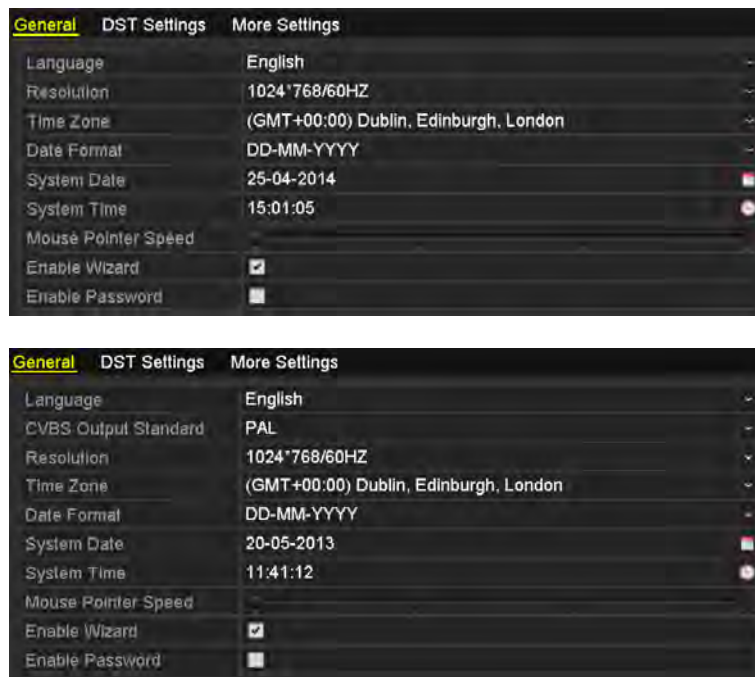 General DST Settings More Settings
Language English
Resolution 1024*768/60HZ
Time Zone (GMT+00:00) Dublin, Edinburgh, London
Date Format DD-MM-YYYY
System Date 25-04-2014
System Time 15:01:05
Mouse Pointer Speed
Enable Wizard
Enable Password
General DST Settings More Settings
Language English
CVBS Output Standard PAL
Resolution 1024*768/60HZ
Time Zone (GMT+00:00) Dublin, Edinburgh, London
Date Format DD-MM-YYYY
System Date 20-05-2013
System Time 11:41:12
Mouse Pointer Speed
Enable Wizard
Enable Password